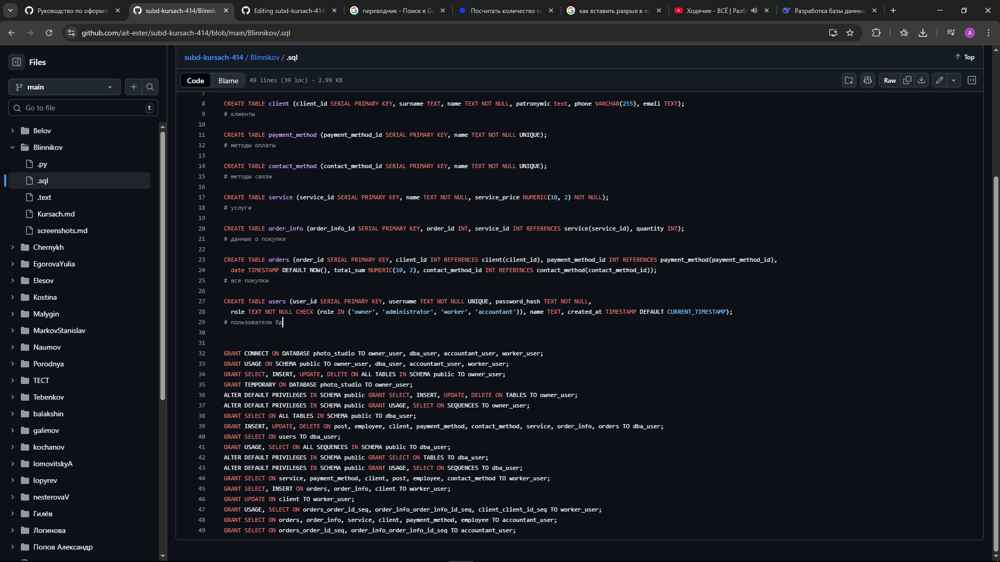 Руководство по оформле
subd-kursach-414/Blinnik
Editing subd-kursach-414
переводчик - Поиск в Go
Посчитать количество си
как вставить разрыв в m
Ходячие - ВСЁ | Разб
Разработка базы данных
github.com/ait-ester/subd-kursach-414/blob/main/Blinnikov/.sql
A
Files
main
Go to file
t
Belov
Blinnikov
.py
.sql
.text
Kursach.md
screenshots.md
Chernykh
EgorovaYulia
Elesov
Kostina
Malygin
MarkovStanislav
Naumov
Porodnya
TECT
Tebenkov
balakshin
galimov
kochanov
lomovitskyA
lopyrev
nesterovaV
Гилёв
Логинова
Попов Александр
subd-kursach-414 / Blinnikov / .sql
Top
Code
Blame
49 lines (39 loc) · 2.99 KB
Raw
7
8 CREATE TABLE client (client_id SERIAL PRIMARY KEY, surname TEXT, name TEXT NOT NULL, patronymic text, phone VARCHAR(255), email TEXT);
9 # клиенты
10
11 CREATE TABLE payment_method (payment_method_id SERIAL PRIMARY KEY, name TEXT NOT NULL UNIQUE);
12 # методы оплаты
13
14 CREATE TABLE contact_method (contact_method_id SERIAL PRIMARY KEY, name TEXT NOT NULL UNIQUE);
15 # методы связи
16
17 CREATE TABLE service (service_id SERIAL PRIMARY KEY, name TEXT NOT NULL, service_price NUMERIC(10, 2) NOT NULL);
18 # услуги
19
20 CREATE TABLE order_info (order_info_id SERIAL PRIMARY KEY, order_id INT, service_id INT REFERENCES service(service_id), quantity INT);
21 # данные о покупке
22
23 CREATE TABLE orders (order_id SERIAL PRIMARY KEY, client_id INT REFERENCES client(client_id), payment_method_id INT REFERENCES payment_method(payment_method_id),
24 date TIMESTAMP DEFAULT NOW(), total_sum NUMERIC(10, 2), contact_method_id INT REFERENCES contact_method(contact_method_id));
25 # все покупки
26
27 CREATE TABLE users (user_id SERIAL PRIMARY KEY, username TEXT NOT NULL UNIQUE, password_hash TEXT NOT NULL,
28 role TEXT NOT NULL CHECK (role IN ('owner', 'administrator', 'worker', 'accountant')), name TEXT, created_at TIMESTAMP DEFAULT CURRENT_TIMESTAMP);
29 # пользователи бд
30
31
32 GRANT CONNECT ON DATABASE photo_studio TO owner_user, dba_user, accountant_user, worker_user;
33 GRANT USAGE ON SCHEMA public TO owner_user, dba_user, accountant_user, worker_user;
34 GRANT SELECT, INSERT, UPDATE, DELETE ON ALL TABLES IN SCHEMA public TO owner_user;
35 GRANT TEMPORARY ON DATABASE photo_studio TO owner_user;
36 ALTER DEFAULT PRIVILEGES IN SCHEMA public GRANT SELECT, INSERT, UPDATE, DELETE ON TABLES TO owner_user;
37 ALTER DEFAULT PRIVILEGES IN SCHEMA public GRANT USAGE, SELECT ON SEQUENCES TO owner_user;
38 GRANT SELECT ON ALL TABLES IN SCHEMA public TO dba_user;
39 GRANT INSERT, UPDATE, DELETE ON post, employee, client, payment_method, contact_method, service, order_info, orders TO dba_user;
40 GRANT SELECT ON users TO dba_user;
41 GRANT USAGE, SELECT ON ALL SEQUENCES IN SCHEMA public TO dba_user;
42 ALTER DEFAULT PRIVILEGES IN SCHEMA public GRANT SELECT ON TABLES TO dba_user;
43 ALTER DEFAULT PRIVILEGES IN SCHEMA public GRANT USAGE, SELECT ON SEQUENCES TO dba_user;
44 GRANT SELECT ON service, payment_method, client, post, employee, contact_method TO worker_user;
45 GRANT SELECT, INSERT ON orders, order_info, client TO worker_user;
46 GRANT UPDATE ON client TO worker_user;
47 GRANT USAGE, SELECT ON orders_order_id_seq, order_info_order_info_id_seq, client_client_id_seq TO worker_user;
48 GRANT SELECT ON orders, order_info, service, client, payment_method, employee TO accountant_user;
49 GRANT SELECT ON orders_order_id_seq, order_info_order_info_id_seq TO accountant_user;